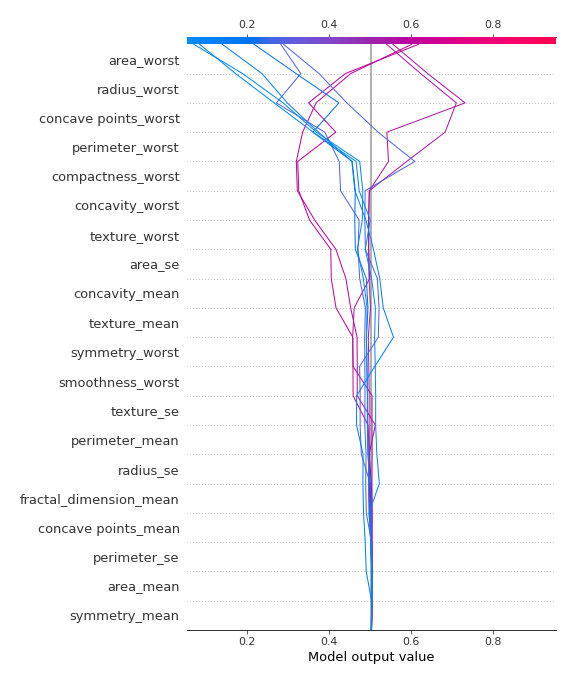 0.2 0.4 0.6 0.8
area_worst
radius_worst
concave points_worst
perimeter_worst
compactness_worst
concavity_worst
texture_worst
area_se
concavity_mean
texture_mean
symmetry_worst
smoothness_worst
texture_se
perimeter_mean
radius_se
fractal_dimension_mean
concave points_mean
perimeter_se
area_mean
symmetry_mean
0.2 0.4 0.6 0.8
Model output value